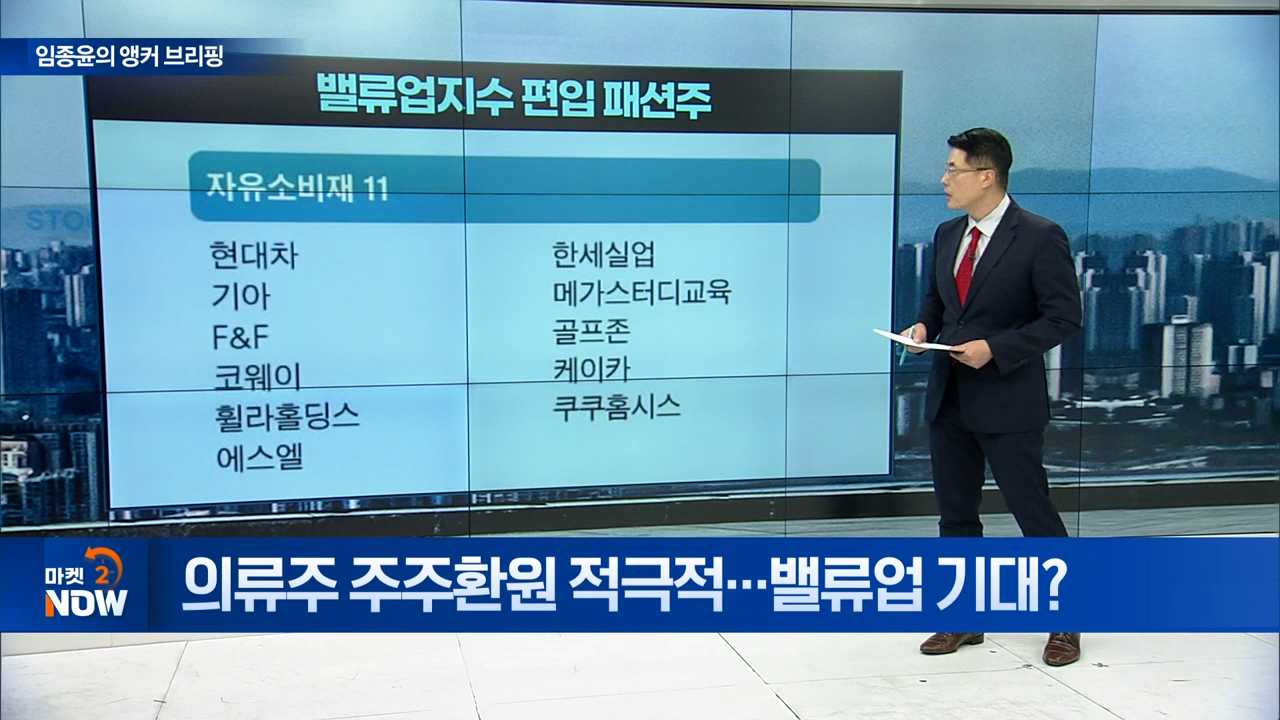 임종윤의 앵커 브리핑
밸류업지수 편입 패션주
자유소비재 11
STO
현대차
기아
F&F
코웨이
휠라홀딩스
에스엘
한세실업
메가스터디교육
골프존
케이카
쿠쿠홈시스
마켓 2
NOW
의류주 주주환원 적극적…밸류업 기대?